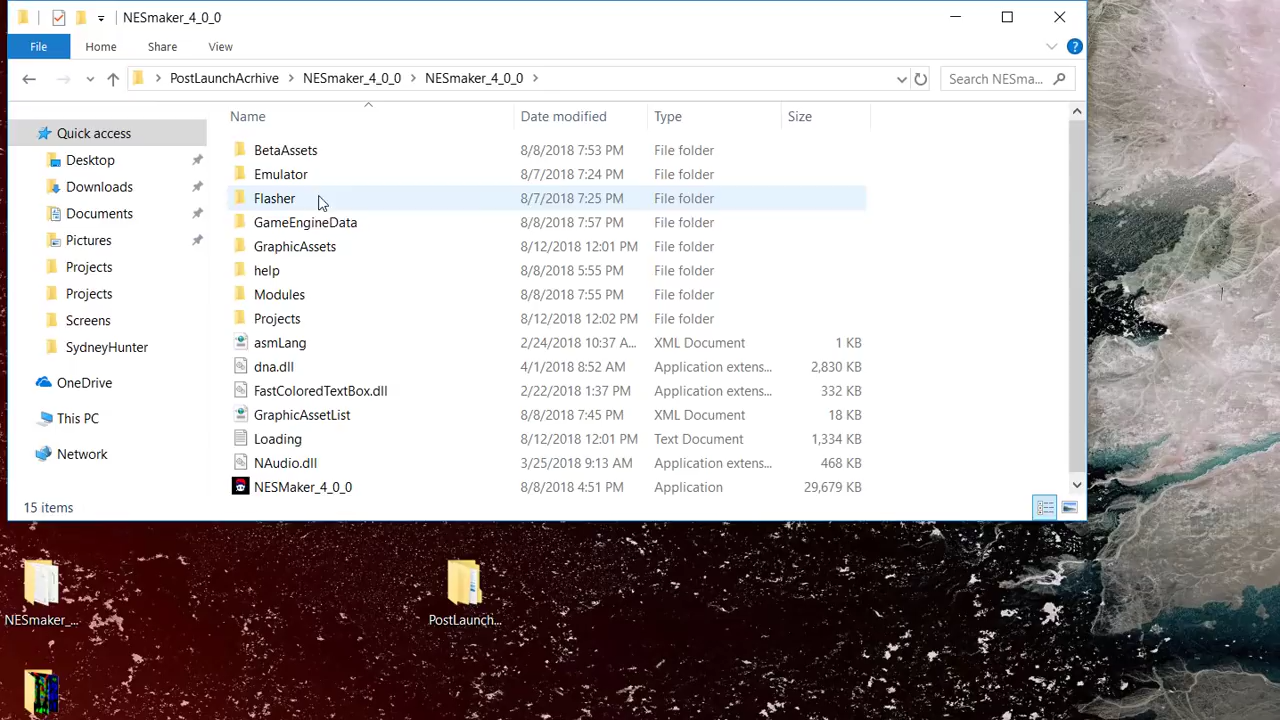 NESmaker_4_0_0
File Home Share View
PostLaunchAcrhive NESmaker_4_0_0 NESmaker_4_0_0 Search NESma...
Name Date modified Type Size
Quick access
Desktop
Downloads
Documents
Pictures
Projects
Projects
Screens
SydneyHunter
OneDrive
This PC
Network
BetaAssets 8/8/2018 7:53 PM File folder
Emulator 8/7/2018 7:24 PM File folder
Flasher 8/7/2018 7:25 PM File folder
GameEngineData 8/8/2018 7:57 PM File folder
GraphicAssets 8/12/2018 12:01 PM File folder
help 8/8/2018 5:55 PM File folder
Modules 8/8/2018 7:55 PM File folder
Projects 8/12/2018 12:02 PM File folder
asmLang 2/24/2018 10:37 A... XML Document 1 KB
dna.dll 4/1/2018 8:52 AM Application extens... 2,830 KB
FastColoredTextBox.dll 2/22/2018 1:37 PM Application extens... 332 KB
GraphicAssetList 8/8/2018 7:45 PM XML Document 18 KB
Loading 8/12/2018 12:01 PM Text Document 1,334 KB
NAudio.dll 3/25/2018 9:13 AM Application extens... 468 KB
NESMaker_4_0_0 8/8/2018 4:51 PM Application 29,679 KB
15 items
NESmaker_... PostLaunch...